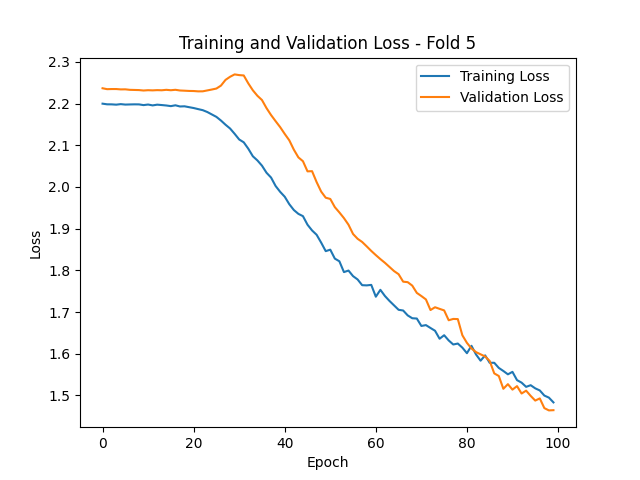 Training and Validation Loss - Fold 5
Training Loss
Validation Loss
2.3
2.2
2.1
2.0
1.9
1.8
1.7
1.6
1.5
Loss
0 20 40 60 80 100
Epoch